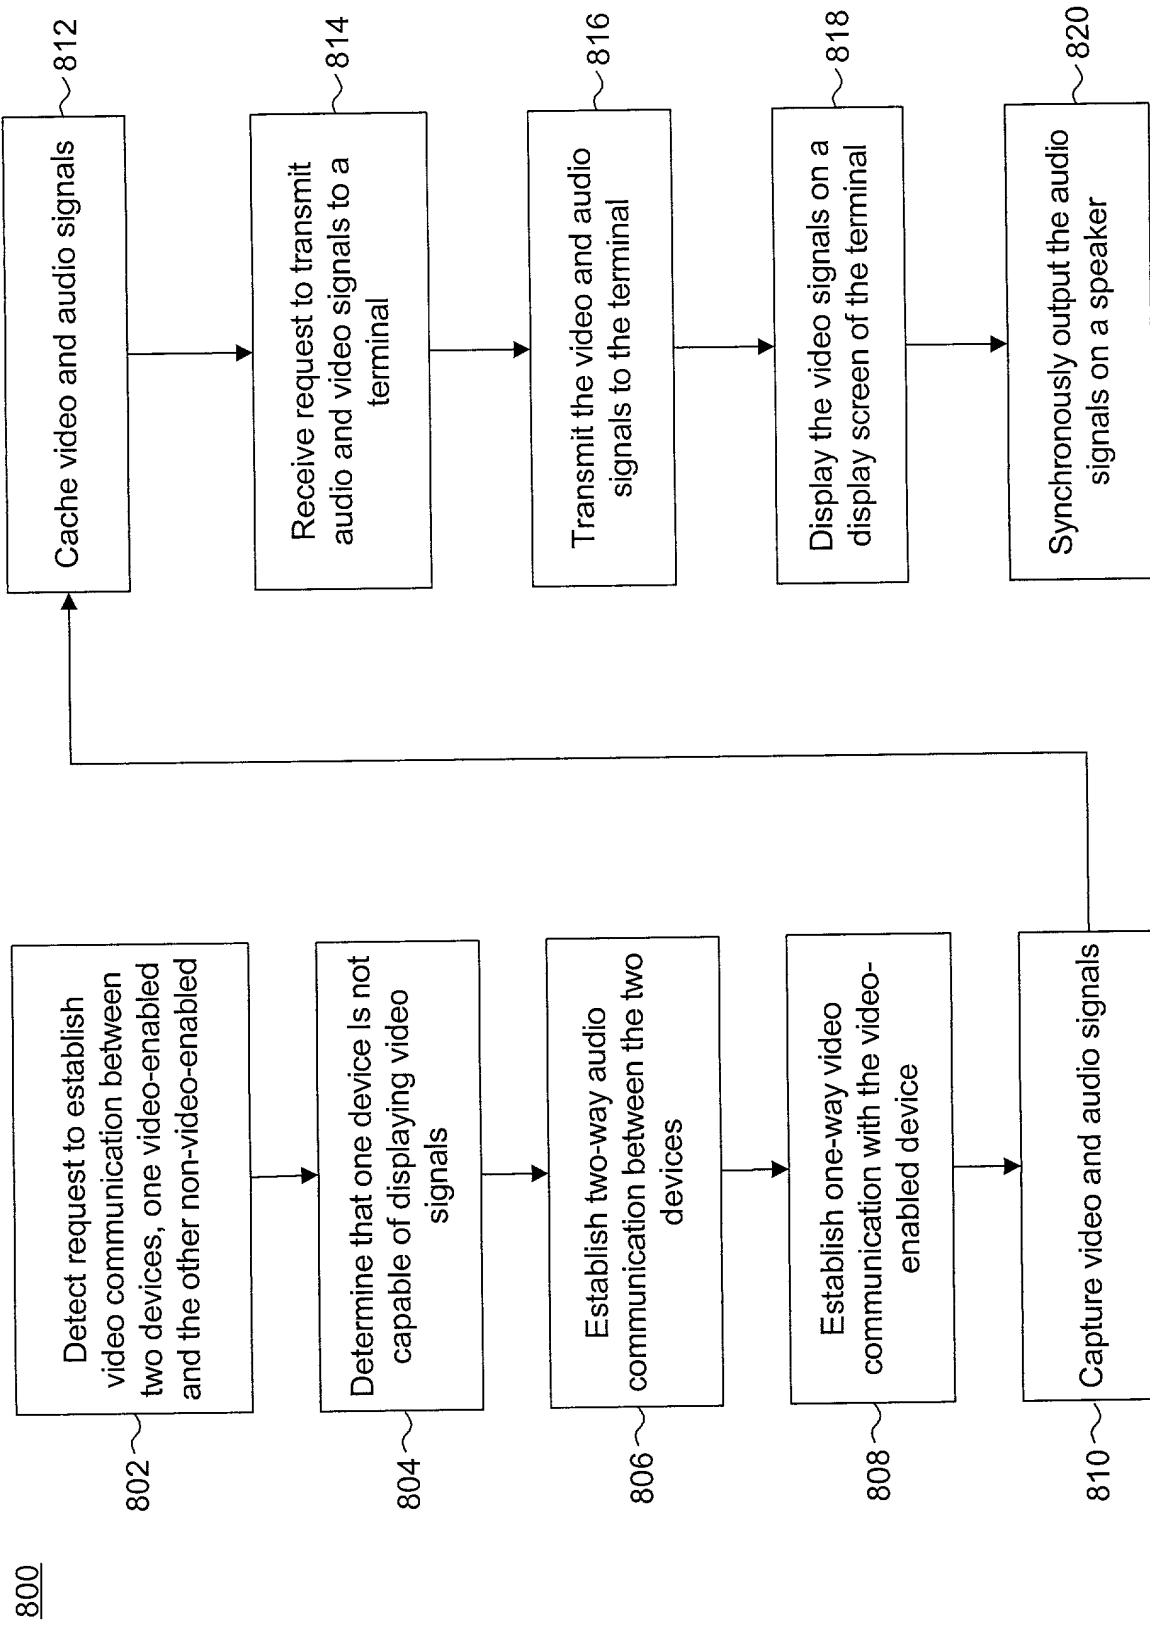 800
802
Detect request to establish
video communication between
two devices, one video-enabled
and the other non-video-enabled
804
Determine that one device is not
capable of displaying video
signals
806
Establish two-way audio
communication between the two
devices
808
Establish one-way video
communication with the video-
enabled device
810
Capture video and audio signals
Cache video and audio signals
812
Receive request to transmit
audio and video signals to a
terminal
814
Transmit the video and audio
signals to the terminal
816
Display the video signals on a
display screen of the terminal
818
Synchronously output the audio
signals on a speaker
820